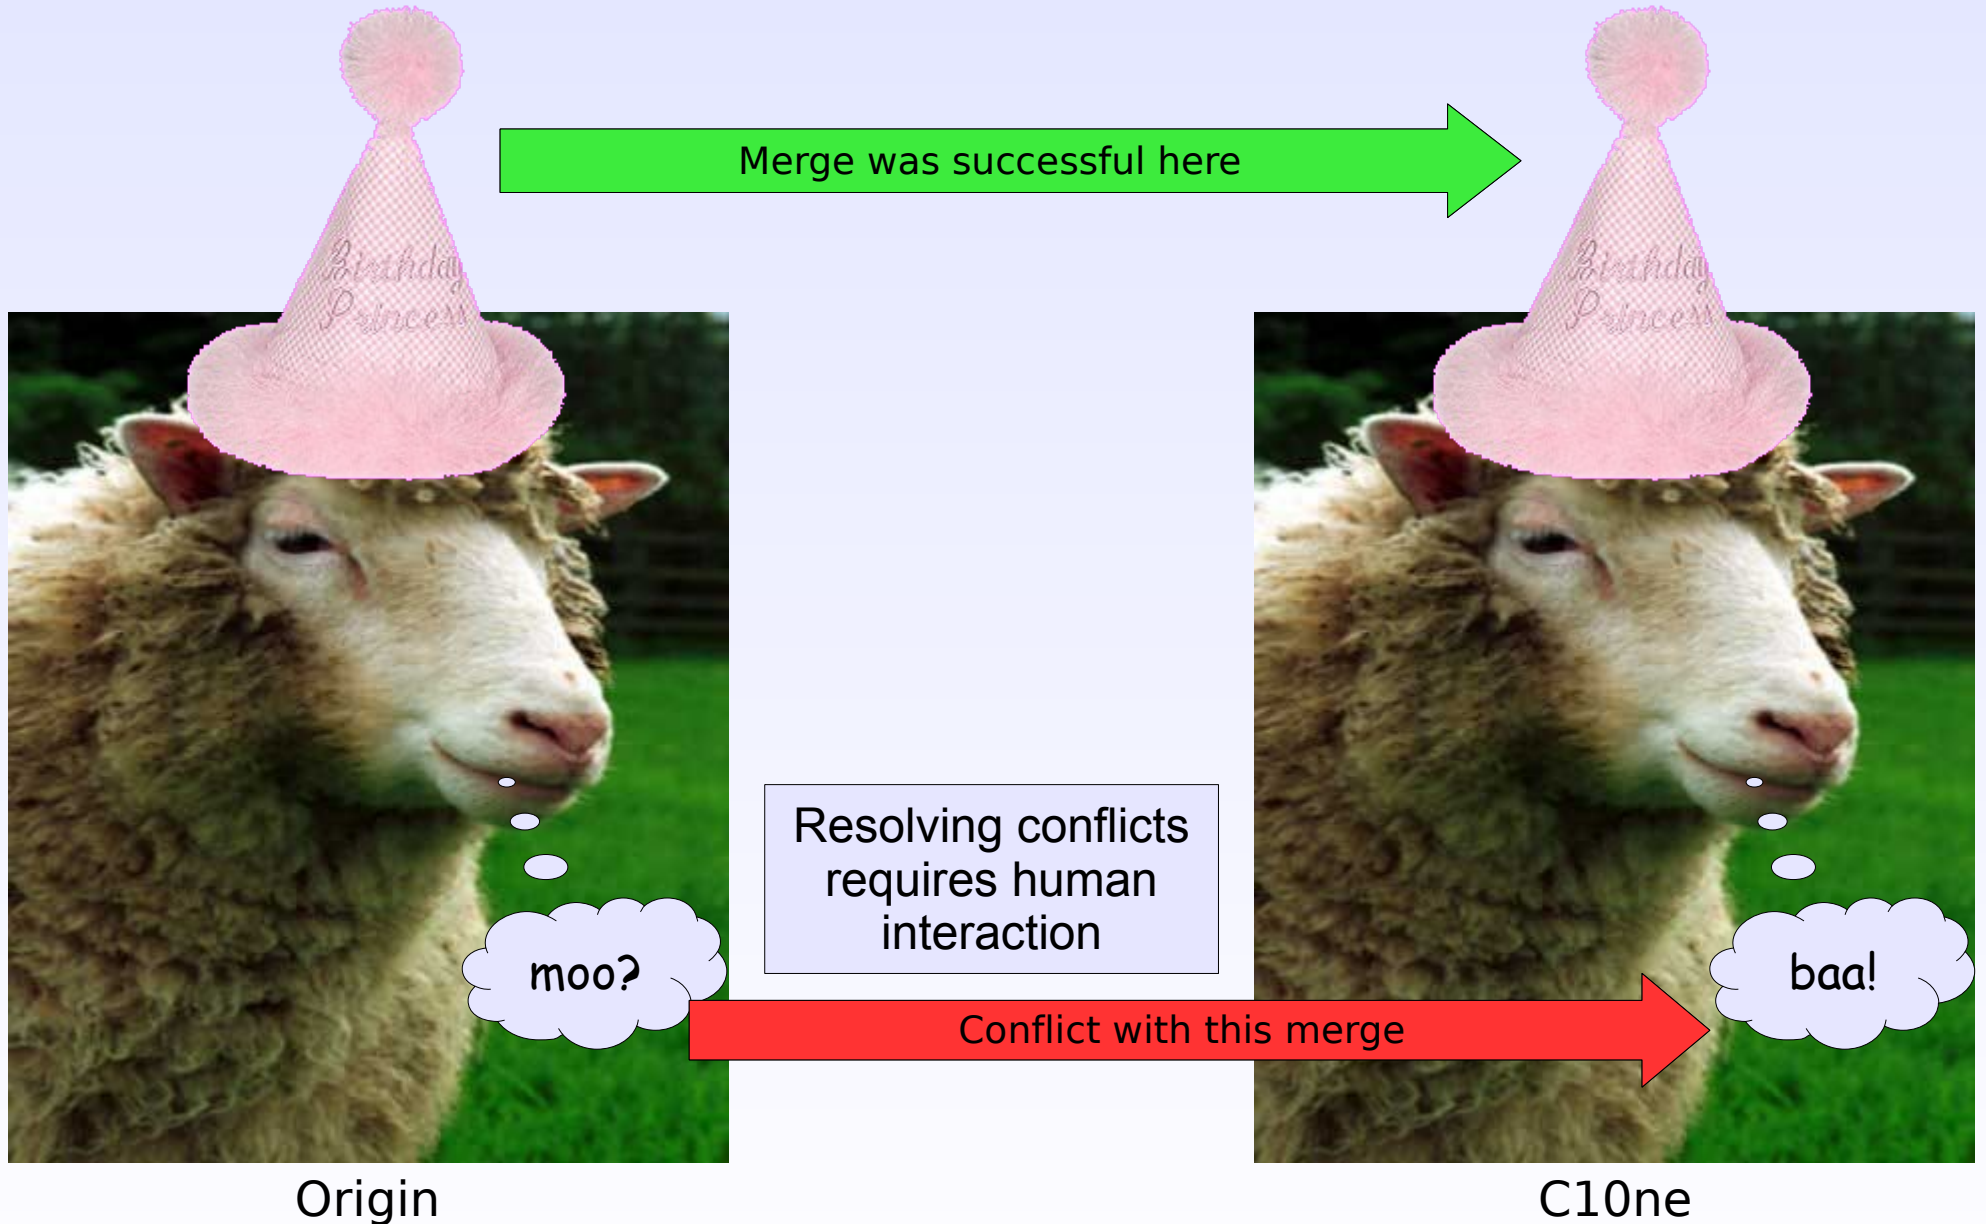 Merge was successful here
Birthday
Princess
Birthday
Princess
Resolving conflicts
requires human
interaction
moo?
baa!
Conflict with this merge
Origin
C10ne